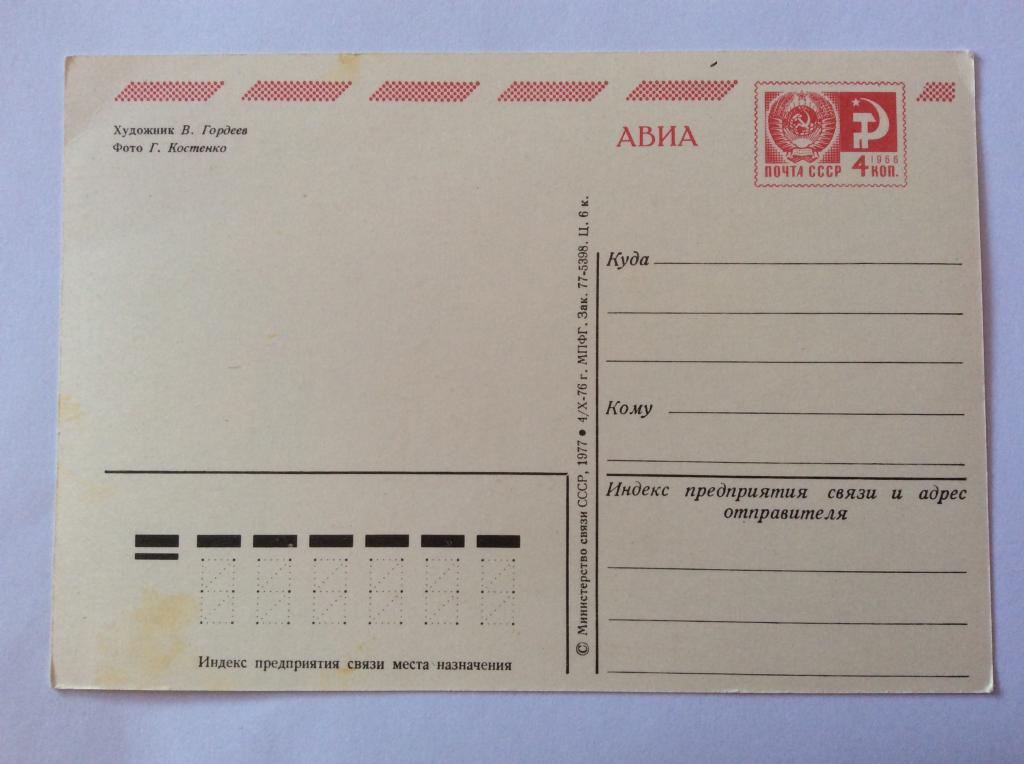 Художник В. Гордеев
Фото Г. Костенко
АВИА
1966
ПОЧТА СССР 4 КОП.
© Министерство связи СССР, 1977 ● 4/X-76 г. МПФГ. Зак. 77-5398. Ц. 6 к.
Куда
Кому
Индекс предприятия связи и адрес
отправителя
Индекс предприятия связи места назначения